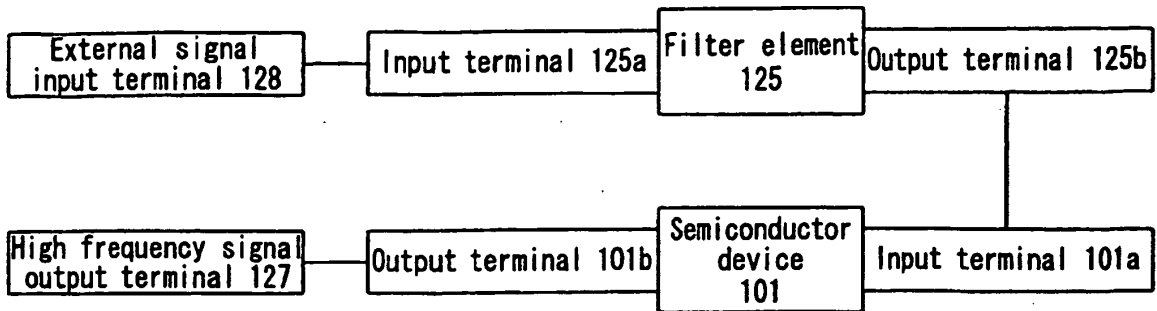 External signal
input terminal 128
Input terminal 125a
Filter element
125
Output terminal 125b
High frequency signal
output terminal 127
Output terminal 101b
Semiconductor
device
101
Input terminal 101a